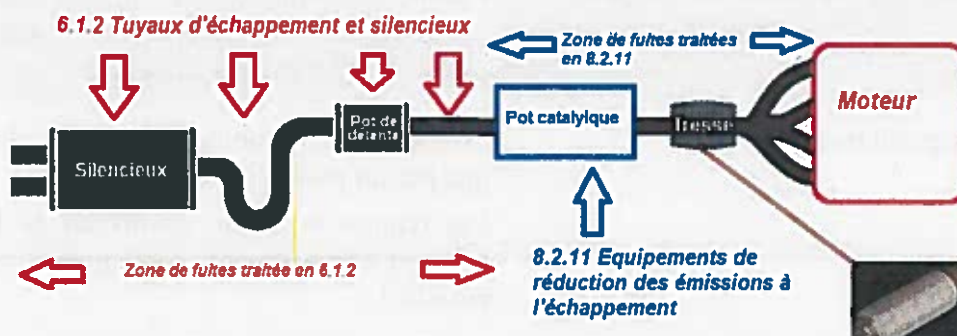 6.1.2 Tuyaux d'échappement et silencieux
Zone de fuites traitées
en 8.2.11
Moteur
Pot de
détente
Pot catalyique
Tresse
Silencieux
Zone de fuites traitée en 6.1.2
8.2.11 Equipements de
réduction des émissions à
l'échappement